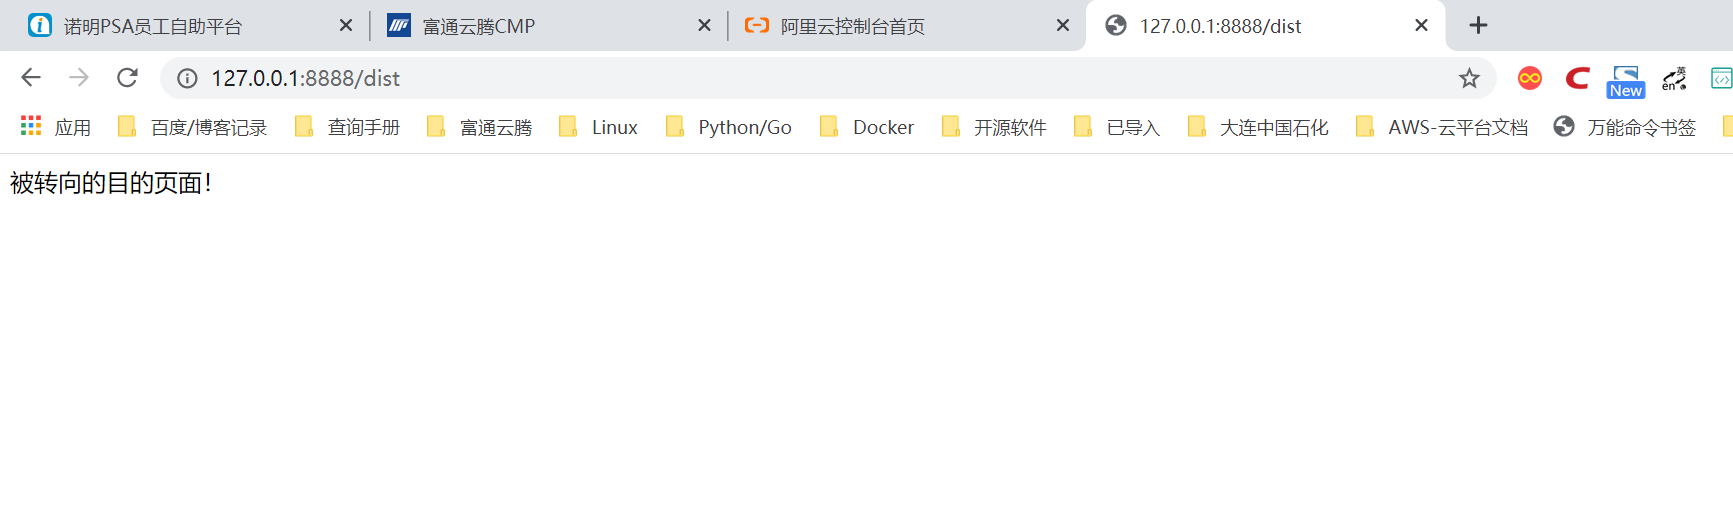 诺明PSA员工自助平台 富通云腾CMP 阿里云控制台首页 127.0.0.1:8888/dist
127.0.0.1:8888/dist New 英 en
应用 百度/博客记录 查询手册 富通云腾 Linux Python/Go Docker 开源软件 已导入 大连中国石化 AWS-云平台文档 万能命令书签
被转向的目的页面!